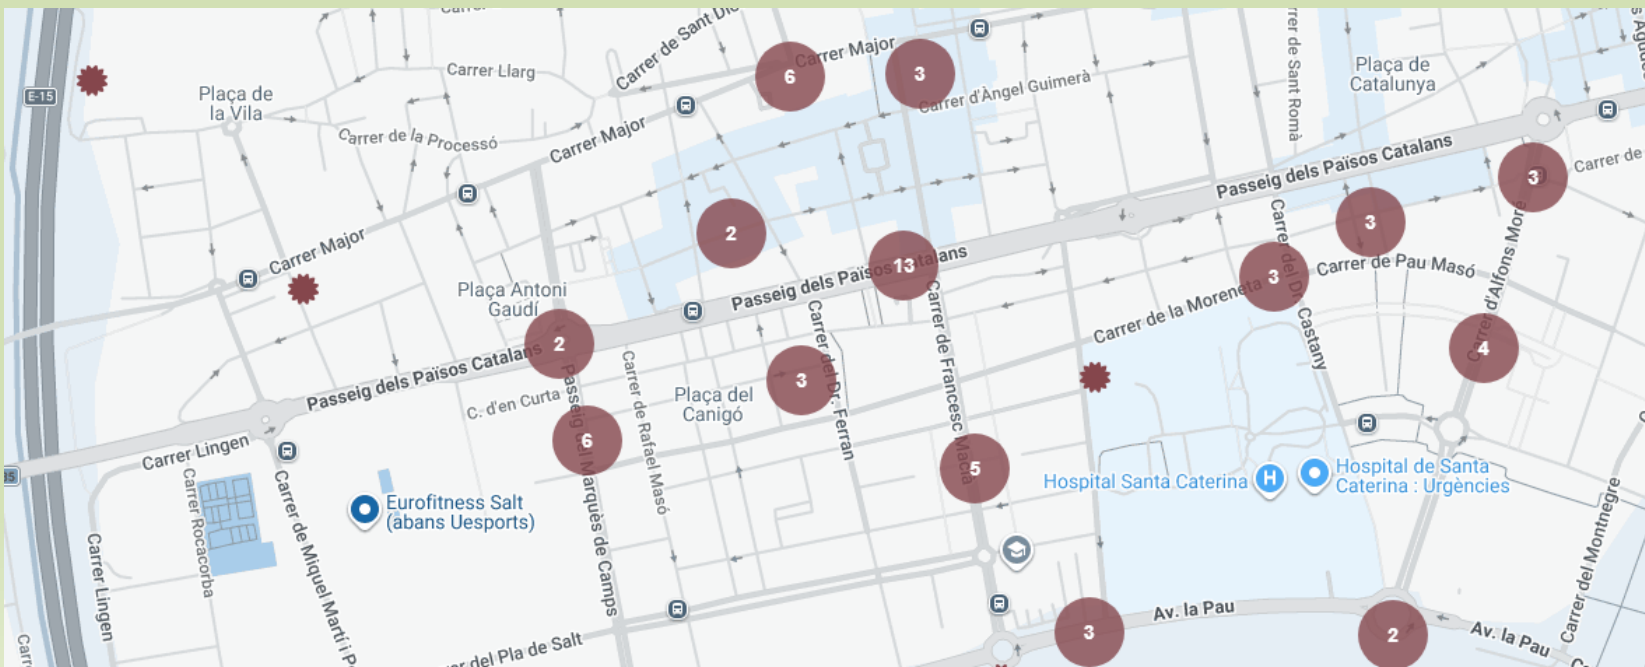 Carrer de Sant Dio
Carrer Major
6
3
Carrer Llarg
E-15
Plaça de
la Vila
Carrer d'Àngel Guimerà
Carrer de Sant Romà
Plaça de
Catalunya
Carrer de la Processó
Carrer Major
Passeig dels Països Catalans
Carrer de
3
3
2
Carrer Major
13
Passeig dels Països Catalans
3
Carrer de Pau Masó
Carrer d'Alfons Moré
Plaça Antoni
Gaudí
Carrer de la Moreneta
Carrer del Dr. Castany
2
4
Passeig dels Països Catalans
Carrer de Rafael Masó
3
Carrer del Dr. Ferran
Carrer de Francesc Macià
C. d'en Curta
Plaça del
Canigó
6
Passeig del Marquès de Camps
Carrer Lingen
5
Hospital Santa Caterina
H
Hospital de Santa
Caterina : Urgències
Carrer Rocacorba
Carrer de Miquel Martí i P
Eurofitness Salt
(abans Uesports)
Carrer Lingen
Carrer del Montnegre
Av. la Pau
3
2
Av. la Pau
er del Pla de Salt